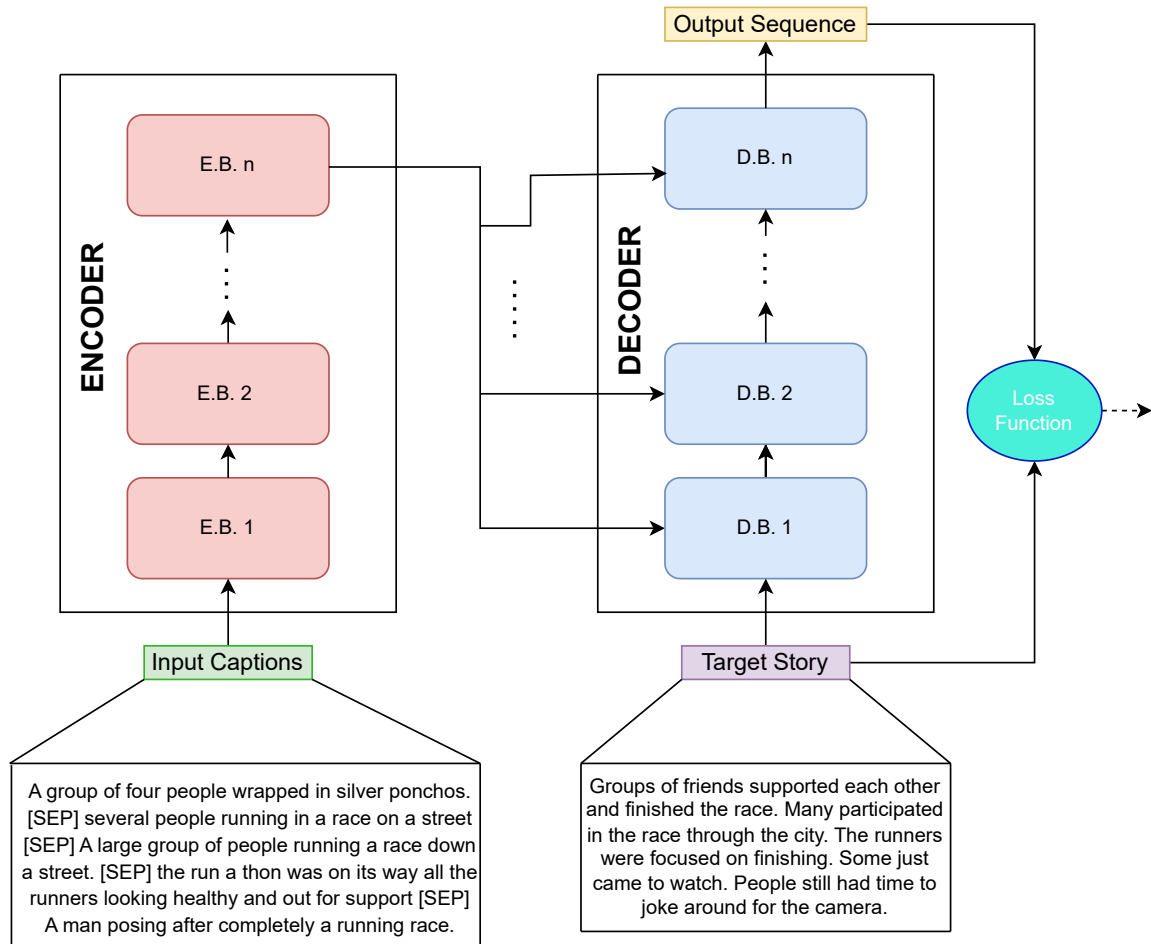 Output Sequence
ENCODER
E.B. n
E.B. 2
E.B. 1
DECODER
D.B. n
D.B. 2
D.B. 1
Loss
Function
Input Captions
Target Story
A group of four people wrapped in silver ponchos.
[SEP] several people running in a race on a street
[SEP] A large group of people running a race down
a street. [SEP] the run a thon was on its way all the
runners looking healthy and out for support [SEP]
A man posing after completely a running race.
Groups of friends supported each other
and finished the race. Many participated
in the race through the city. The runners
were focused on finishing. Some just
came to watch. People still had time to
joke around for the camera.